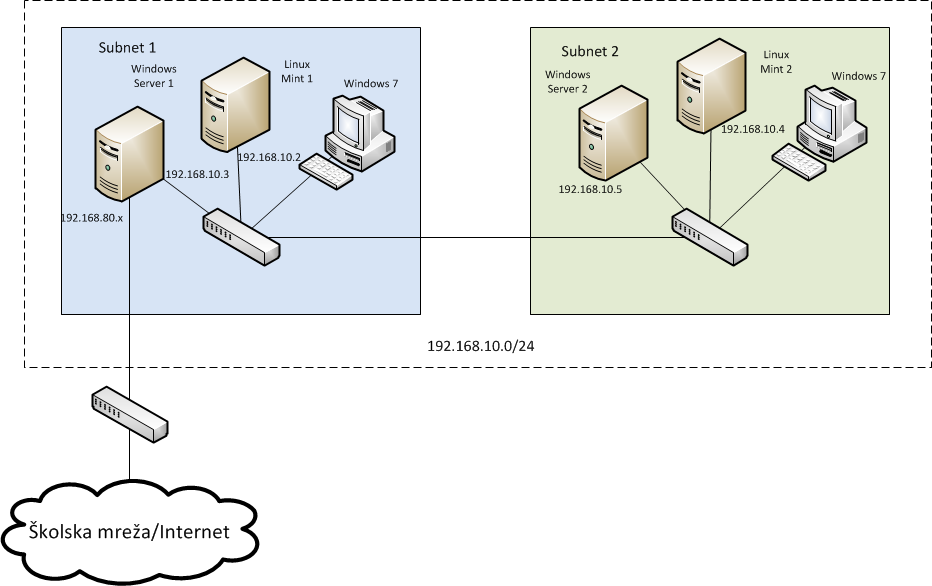 Subnet 1
Windows
Server 1
Linux
Mint 1
Windows 7
192.168.10.2
192.168.10.3
192.168.80.x
Subnet 2
Windows
Server 2
Linux
Mint 2
Windows 7
192.168.10.4
192.168.10.5
192.168.10.0/24
Školska mreža/Internet